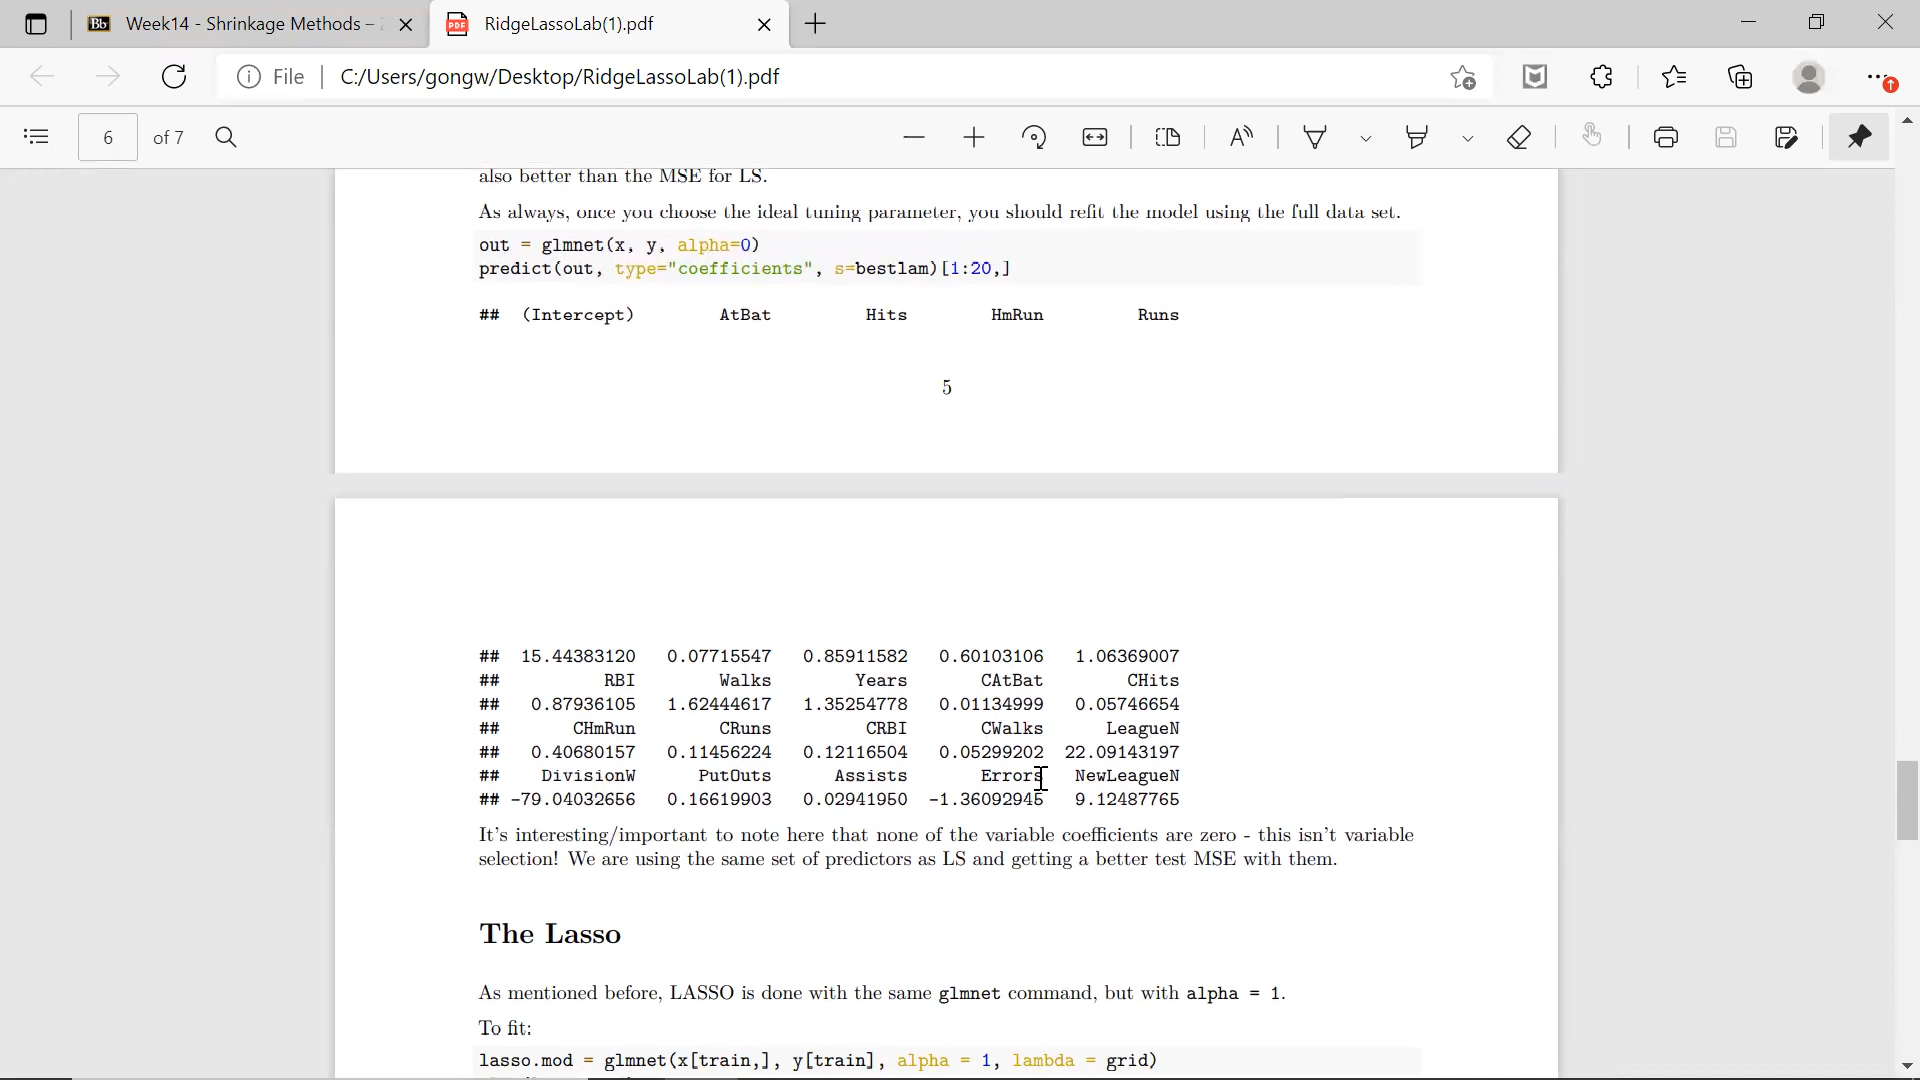 Week14 - Shrinkage Methods –
RidgeLassoLab(1).pdf
File C:/Users/gongw/Desktop/RidgeLassoLab(1).pdf
6 of 7
also better than the MSE for LS.
As always, once you choose the ideal tuning parameter, you should refit the model using the full data set.
out = glmnet(x, y, alpha=0)
predict(out, type="coefficients", s=bestlam)[1:20,]
## (Intercept) AtBat Hits HmRun Runs
5
## 15.44383120 0.07715547 0.85911582 0.60103106 1.06369007
## RBI Walks Years CAtBat CHits
## 0.87936105 1.62444617 1.35254778 0.01134999 0.05746654
## CHmRun CRuns CRBI CWalks LeagueN
## 0.40680157 0.11456224 0.12116504 0.05299202 22.09143197
## DivisionW PutOuts Assists Errors NewLeagueN
## -79.04032656 0.16619903 0.02941950 -1.36092945 9.12487765
It's interesting/important to note here that none of the variable coefficients are zero - this isn't variable
selection! We are using the same set of predictors as LS and getting a better test MSE with them.
The Lasso
As mentioned before, LASSO is done with the same glmnet command, but with alpha = 1.
To fit:
lasso.mod = glmnet(x[train,], y[train], alpha = 1, lambda = grid)